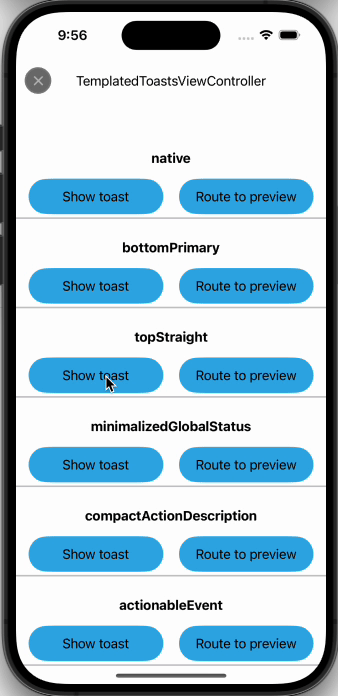 9:56
TemplatedToastsViewController
native
Show toast Route to preview
bottomPrimary
Show toast Route to preview
topStraight
Show toast Route to preview
minimalizedGlobalStatus
Show toast Route to preview
compactActionDescription
Show toast Route to preview
actionableEvent
Show toast Route to preview